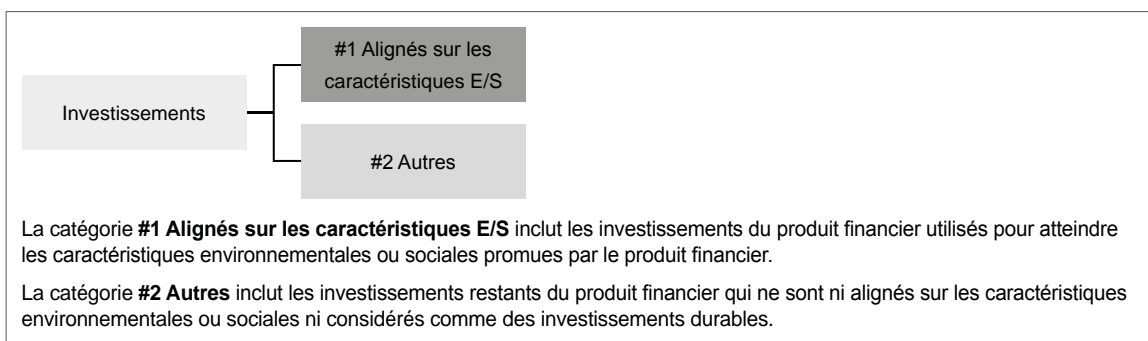 #1 Alignés sur les
caractéristiques E/S
Investissements
#2 Autres
La catégorie #1 Alignés sur les caractéristiques E/S inclut les investissements du produit financier utilisés pour atteindre
les caractéristiques environnementales ou sociales promues par le produit financier.
La catégorie #2 Autres inclut les investissements restants du produit financier qui ne sont ni alignés sur les caractéristiques
environnementales ou sociales ni considérés comme des investissements durables.